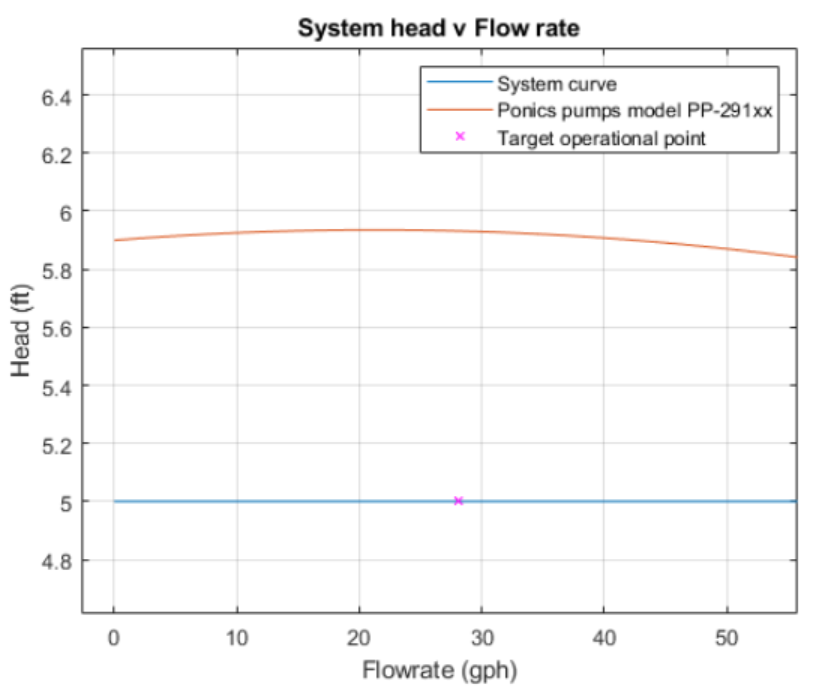 System head v Flow rate
System curve
Ponics pumps model PP-291xx
Target operational point
6.4
6.2
6
5.8
5.6
5.4
5.2
5
4.8
Head (ft)
0 10 20 30 40 50
Flowrate (gph)